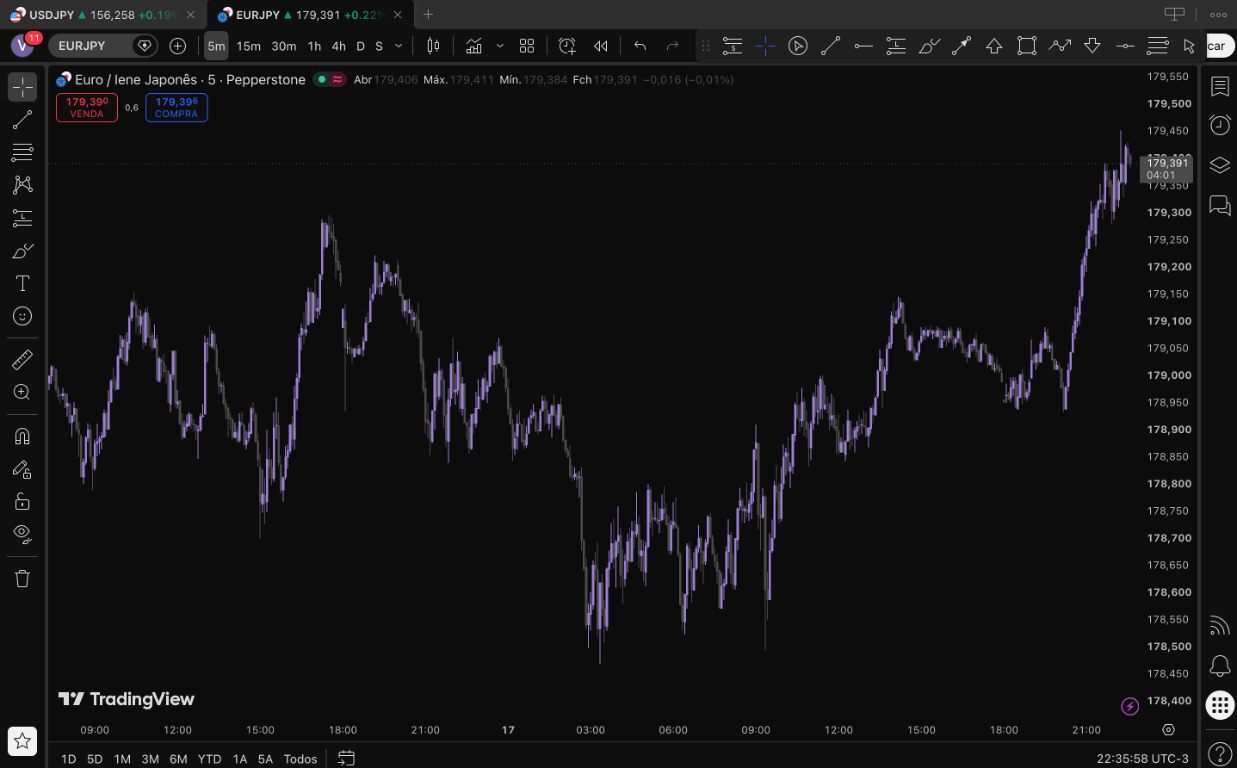 USDJPY ▲ 156,258 +0.19%
EURJPY ▲ 179,391 +0.22%
V 11 EURJPY 5m 15m 30m 1h 4h D S
car
Euro / Iene Japonês · 5 · Pepperstone Abr179,406 Máx.179,411 Mín.179,384 Fch179,391 −0,016 (−0,01%)
179,390 VENDA
0,6
179,396 COMPRA
179,550
179,500
179,450
179,391
04:01
179,350
179,300
179,250
179,200
179,150
179,100
179,050
179,000
178,950
178,900
178,850
178,800
178,750
178,700
178,650
178,600
178,550
178,500
178,450
178,400
TradingView
09:00 12:00 15:00 18:00 21:00 17 03:00 06:00 09:00 12:00 15:00 18:00 21:00
1D 5D 1M 3M 6M YTD 1A 5A Todos
22:35:58 UTC-3